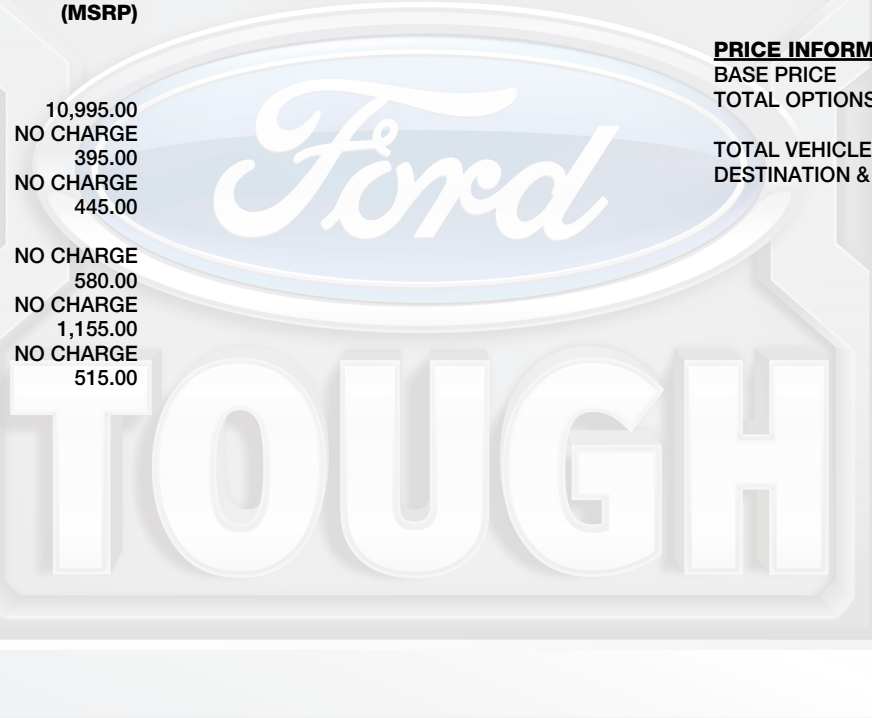 (MSRP)
10,995.00
NO CHARGE
395.00
NO CHARGE
445.00
NO CHARGE
580.00
NO CHARGE
1,155.00
NO CHARGE
515.00
PRICE INFORM
BASE PRICE
TOTAL OPTIONS
TOTAL VEHICLE
DESTINATION &
Ford
TOUGH